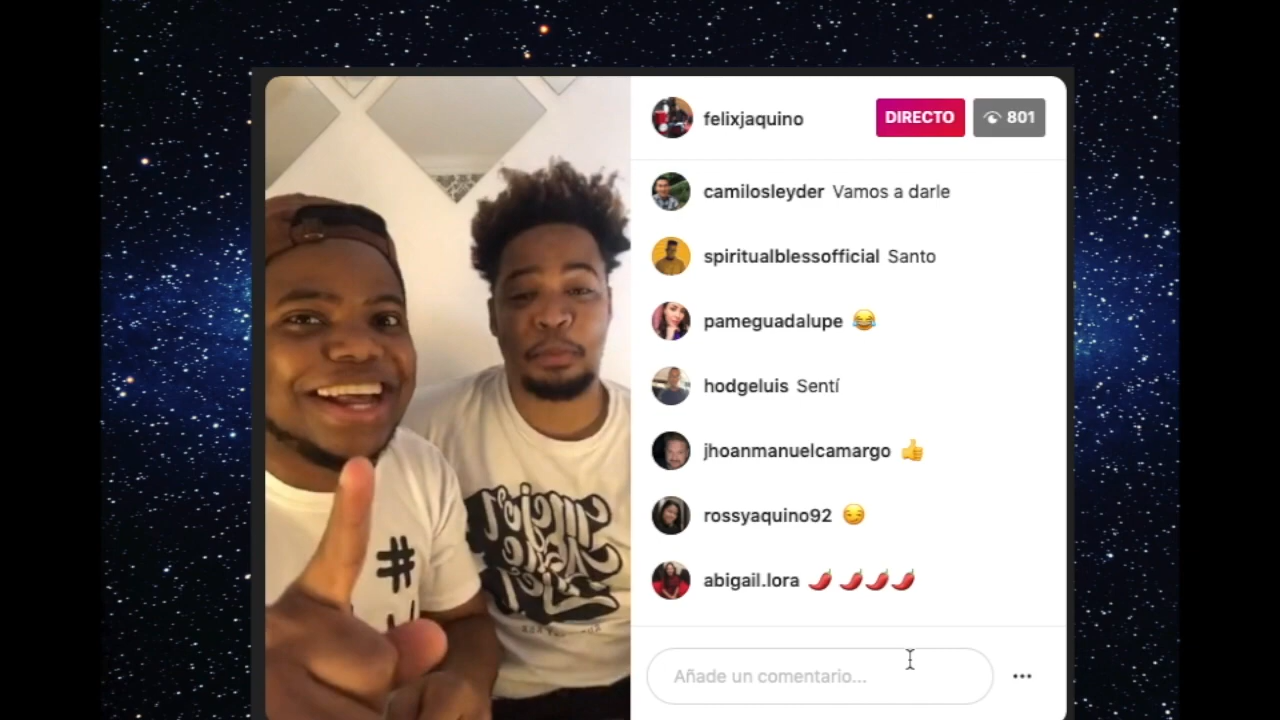 felixjaquino DIRECTO 801
camilosleyder Vamos a darle
spiritualblessofficial Santo
pameguadalupe 😂
hodgeluis Sentí
jhoanmanuelcamargo 👍
rossyaquino92 😏
abigail.lora 🌶️ 🌶️🌶️🌶️
#
Añade un comentario...